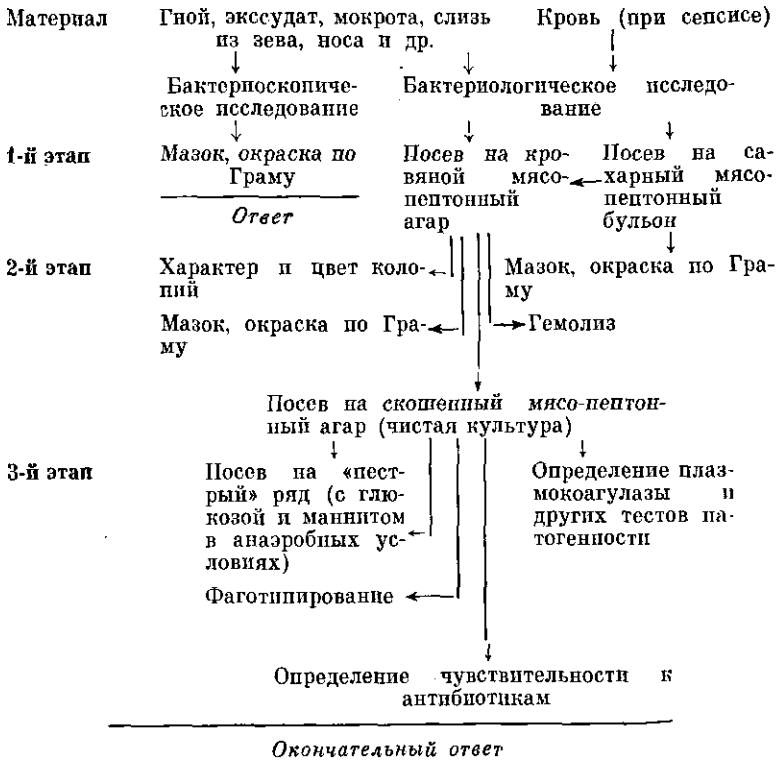 Материал Гной, экссудат, мокрота, слизь Кровь (при сепсисе)
из зева, носа и др.
Бактериоскопиче- Бактериологическое исследо-
ское исследование вание
1-й этап Мазок, окраска по Посев на кро- Посев на са-
Граму вяной мясо- харный мясо-
пептонный пептонный
Ответ агар бульон
2-й этап Характер и цвет коло- Мазок, окраска по Гра-
ний му
Мазок, окраска по Гра- Гемолиз
му
Посев на скошенный мясо-пептон-
ный агар (чистая культура)
3-й этап Посев на «пест- Определение плаз-
рый» ряд (с глю- мокоагулазы и
козой и маннитом других тестов па-
в анаэробных ус- тогенности
ловиях)
Фаготипирование
Определение чувствительности к
антибиотикам
Окончательный ответ